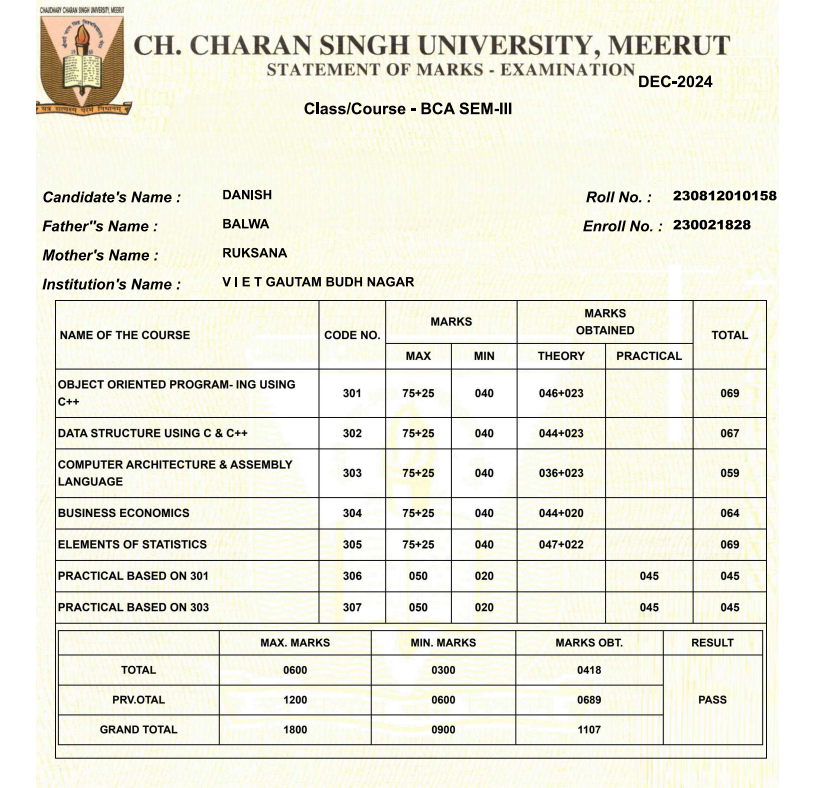 CHAUDHARY CHARAN SINGH UNIVERSITY, MEERUT
CH. CHARAN SINGH UNIVERSITY, MEERUT
STATEMENT OF MARKS - EXAMINATION DEC-2024
Class/Course - BCA SEM-III
Candidate's Name : DANISH Roll No. : 230812010158
Father"s Name : BALWA Enroll No. : 230021828
Mother's Name : RUKSANA
Institution's Name : V I E T GAUTAM BUDH NAGAR
NAME OF THE COURSE CODE NO. MARKS MARKS OBTAINED TOTAL
MAX MIN THEORY PRACTICAL
OBJECT ORIENTED PROGRAM- ING USING
C++ 301 75+25 040 046+023 069
DATA STRUCTURE USING C & C++ 302 75+25 040 044+023 067
COMPUTER ARCHITECTURE & ASSEMBLY
LANGUAGE 303 75+25 040 036+023 059
BUSINESS ECONOMICS 304 75+25 040 044+020 064
ELEMENTS OF STATISTICS 305 75+25 040 047+022 069
PRACTICAL BASED ON 301 306 050 020 045 045
PRACTICAL BASED ON 303 307 050 020 045 045
MAX. MARKS MIN. MARKS MARKS OBT. RESULT
TOTAL 0600 0300 0418
PRV.OTAL 1200 0600 0689 PASS
GRAND TOTAL 1800 0900 1107